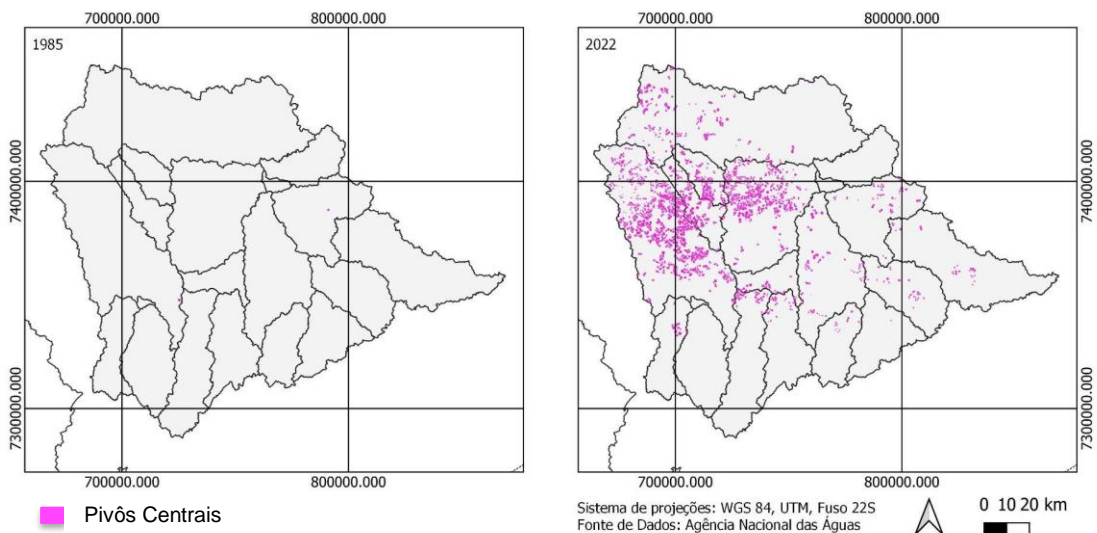 700000.000 800000.000
700000.000 800000.000
1985
2022
7400000.000
7400000.000
7300000.000
7300000.000
700000.000 800000.000
700000.000 800000.000
Pivôs Centrais
Sistema de projeções: WGS 84, UTM, Fuso 22S
Fonte de Dados: Agência Nacional das Águas
0 10 20 km